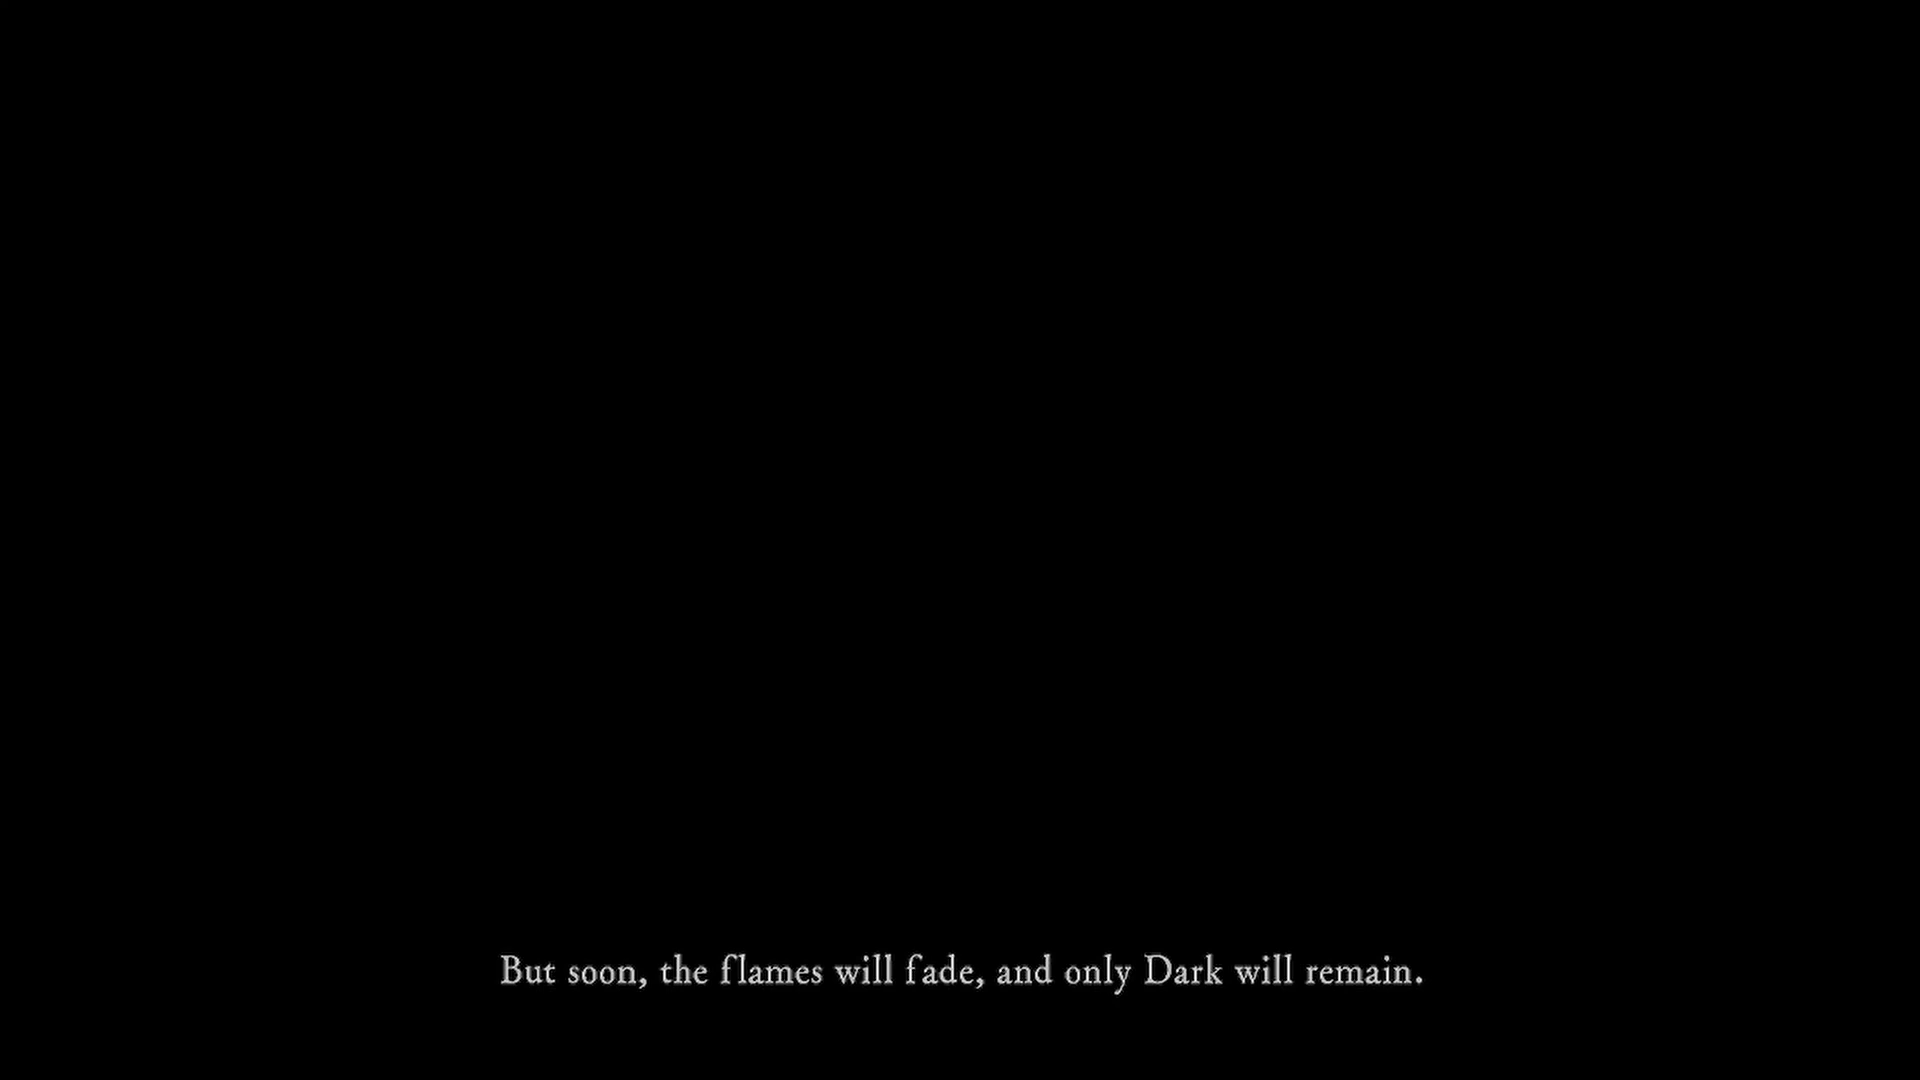 But soon, the flames will fade, and only Dark will remain.